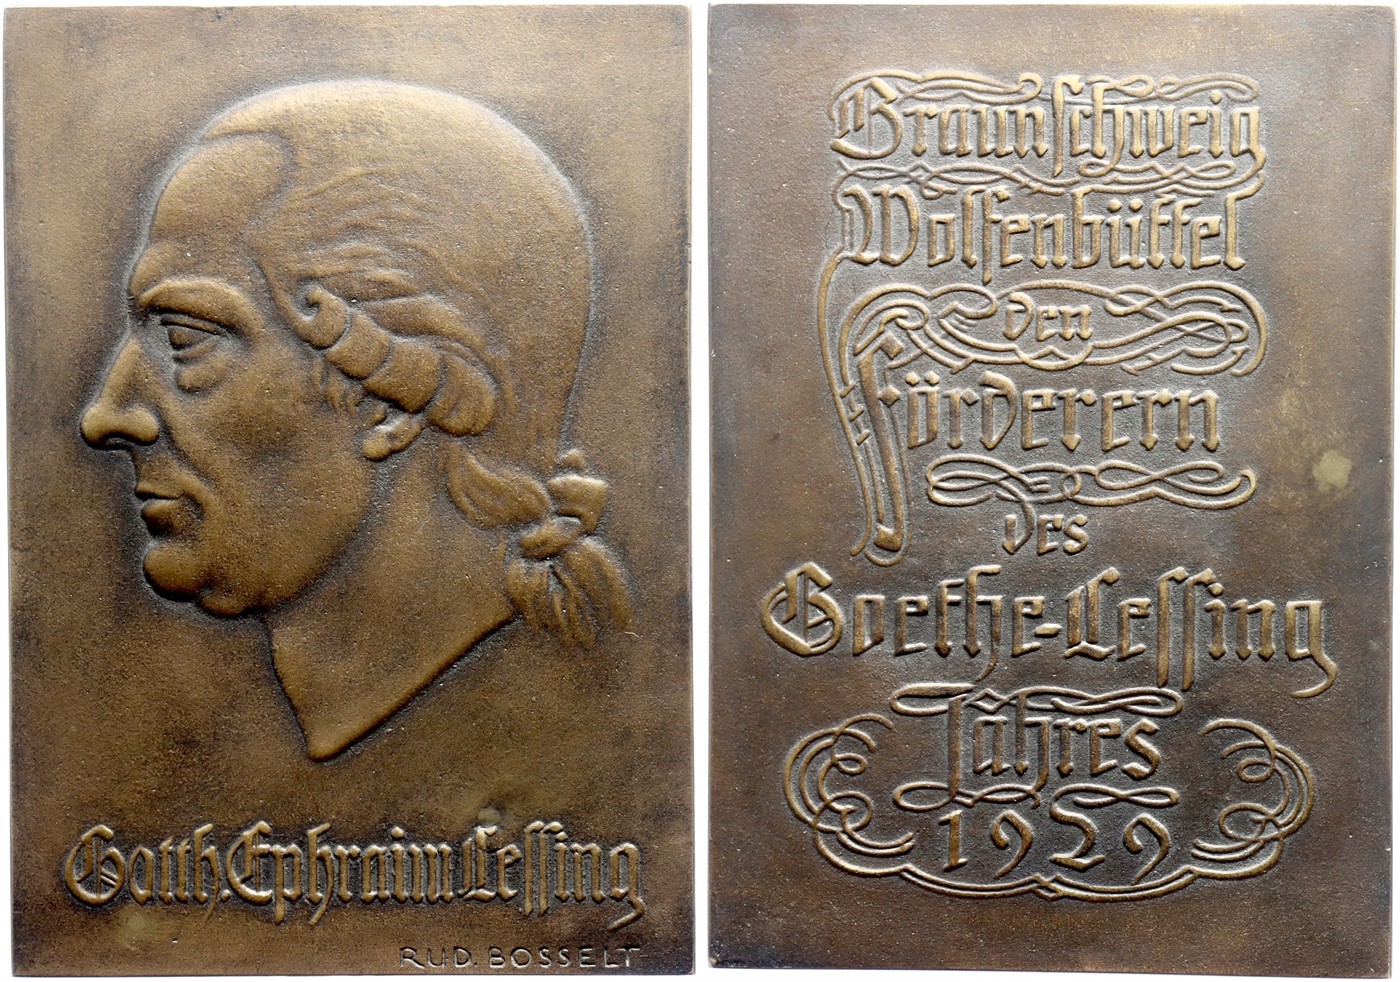 Gotth. Ephraim Lessing
RUD. BOSSELT
Braunſchweig
Wolfenbüttel
den
Förderern
des
Goethe-Leſſing
Jahres
1929